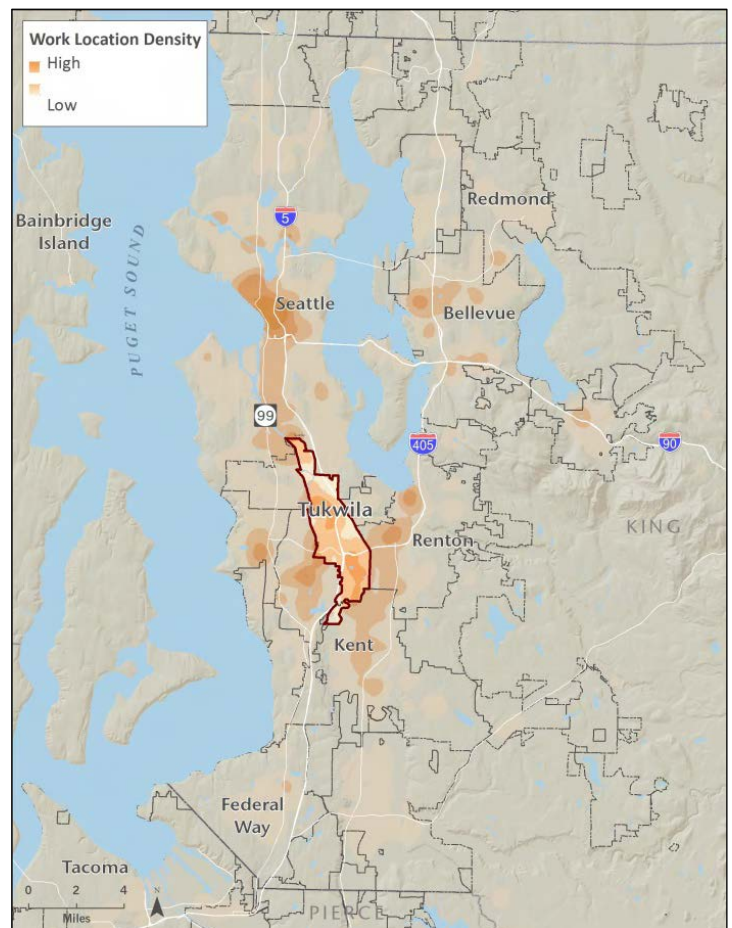 Work Location Density
High
Low
Redmond
5
Bainbridge
Island
PUGET SOUND
Seattle
Bellevue
99
405
90
Tukwila
KING
Renton
Kent
Federal
Way
Tacoma
0 2 4
N
Miles
PIERCE